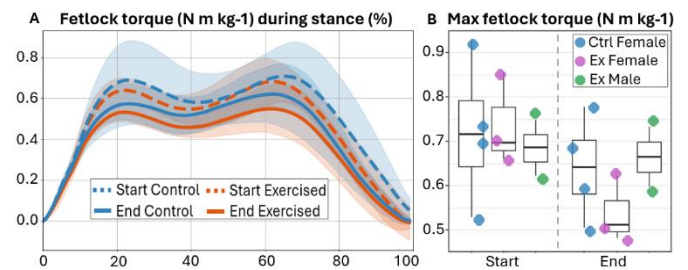 A Fetlock torque (N m kg-1) during stance (%)
0.8
0.6
0.4
0.2
0.0
0 20 40 60 80 100
Start Control Start Exercised
End Control End Exercised
B Max fetlock torque (N m kg-1)
0.9
0.8
0.7
0.6
0.5
Ctrl Female
Ex Female
Ex Male
Start End